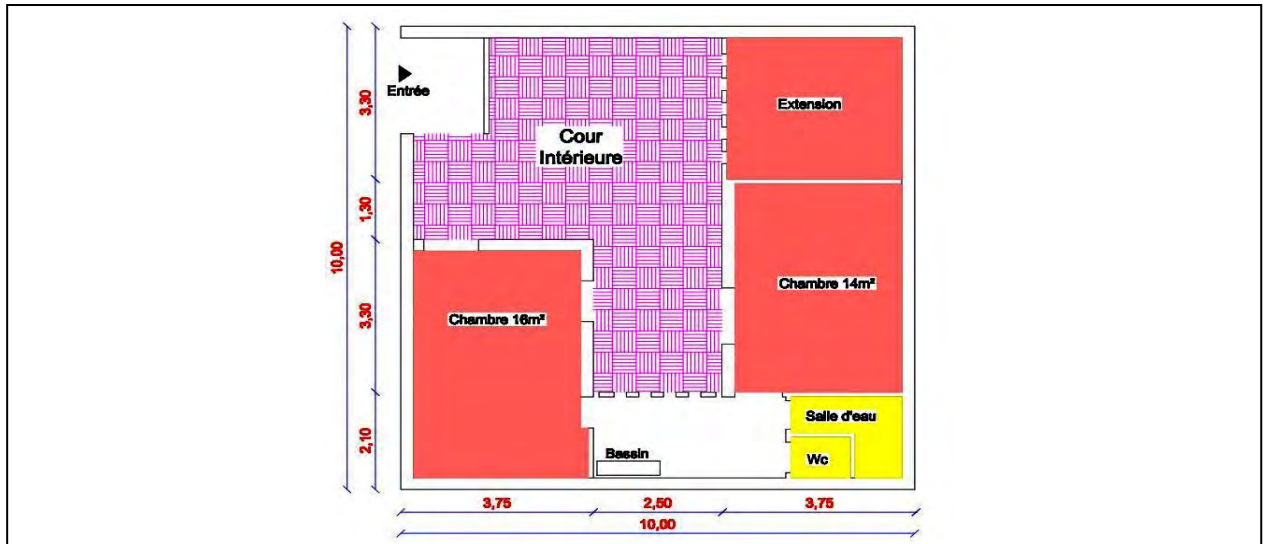 Entrée
Extension
Cour
Intérieure
Chambre 14m²
Chambre 16m²
Salle d'eau
Wc
Bassin
3,30
1,30
10,00
3,30
2,10
3,75
2,50
3,75
10,00